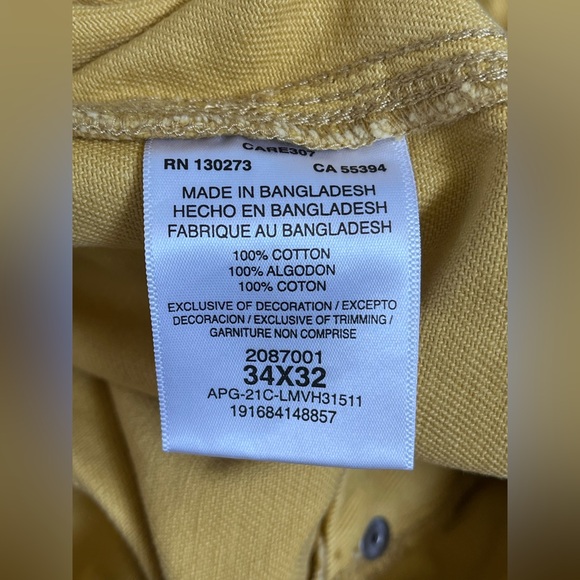 CARE307
RN 130273 CA 55394
MADE IN BANGLADESH
HECHO EN BANGLADESH
FABRIQUE AU BANGLADESH
100% COTTON
100% ALGODON
100% COTON
EXCLUSIVE OF DECORATION / EXCEPTO
DECORACION / EXCLUSIVE OF TRIMMING /
GARNITURE NON COMPRISE
2087001
34X32
APG-21C-LMVH31511
191684148857